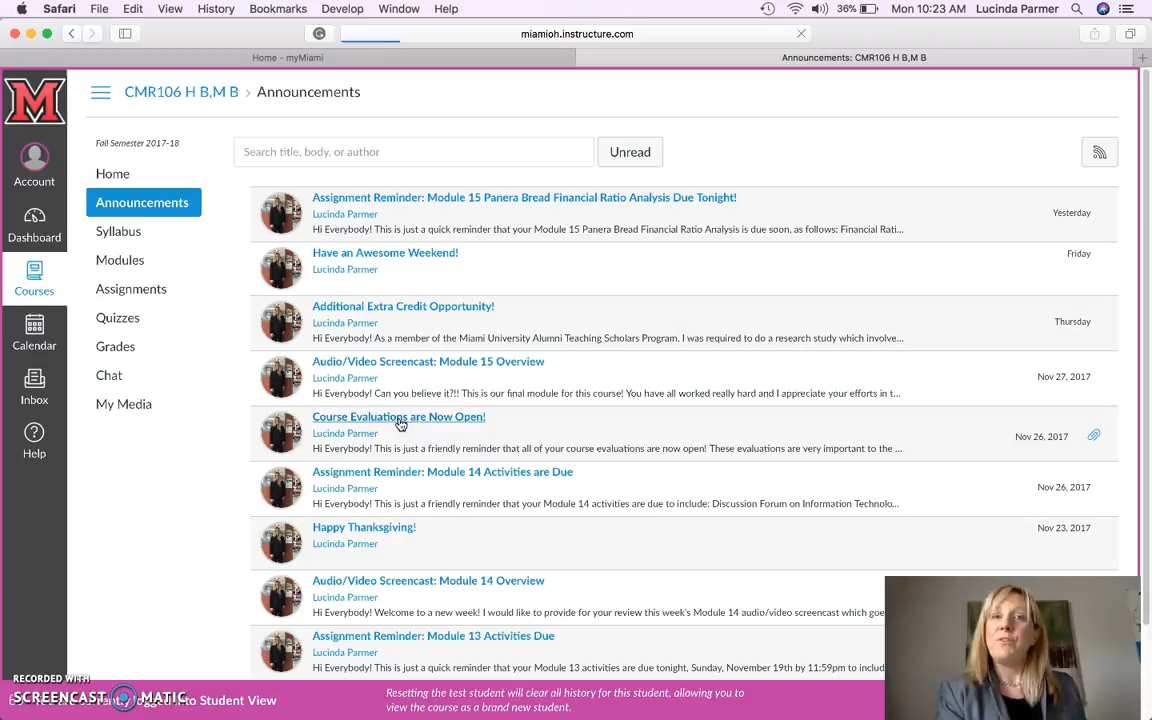 Safari File Edit View History Bookmarks Develop Window Help 36% Mon 10:23 AM Lucinda Parmer
miamioh.instructure.com
Home - myMiami
Announcements: CMR106 H B,M B
M
CMR106 H B,M B › Announcements
Fall Semester 2017-18
Search title, body, or author
Unread
Account
Dashboard
Courses
Calendar
Inbox
Help
Home
Announcements
Syllabus
Modules
Assignments
Quizzes
Grades
Chat
My Media
Assignment Reminder: Module 15 Panera Bread Financial Ratio Analysis Due Tonight!
Lucinda Parmer
Yesterday
Hi Everybody! This is just a quick reminder that your Module 15 Panera Bread Financial Ratio Analysis is due soon, as follows: Financial Rati...
Have an Awesome Weekend!
Friday
Lucinda Parmer
Additional Extra Credit Opportunity!
Lucinda Parmer
Thursday
Hi Everybody! As a member of the Miami University Alumni Teaching Scholars Program, I was required to do a research study which involve...
Audio/Video Screencast: Module 15 Overview
Lucinda Parmer
Nov 27, 2017
Hi Everybody! Can you believe it?!! This is our final module for this course! You have all worked really hard and I appreciate your efforts in t...
Course Evaluations are Now Open!
Lucinda Parmer
Nov 26, 2017
Hi Everybody! This is just a friendly reminder that all of your course evaluations are now open! These evaluations are very important to the ...
Assignment Reminder: Module 14 Activities are Due
Lucinda Parmer
Nov 26, 2017
Hi Everybody! This is just a friendly reminder that your Module 14 activities are due to include: Discussion Forum on Information Technolo...
Happy Thanksgiving!
Nov 23, 2017
Lucinda Parmer
Audio/Video Screencast: Module 14 Overview
Lucinda Parmer
Hi Everybody! Welcome to a new week! I would like to provide for your review this week's Module 14 audio/video screencast which goe
Assignment Reminder: Module 13 Activities Due
Lucinda Parmer
Hi Everybody! This is just a quick reminder that your Module 13 activities are due tonight, Sunday, November 19th by 11:59pm to includ
RECORDED WITH
SCREENCAST MATIC
logged into Student View
Resetting the test student will clear all history for this student, allowing you to
view the course as a brand new student.